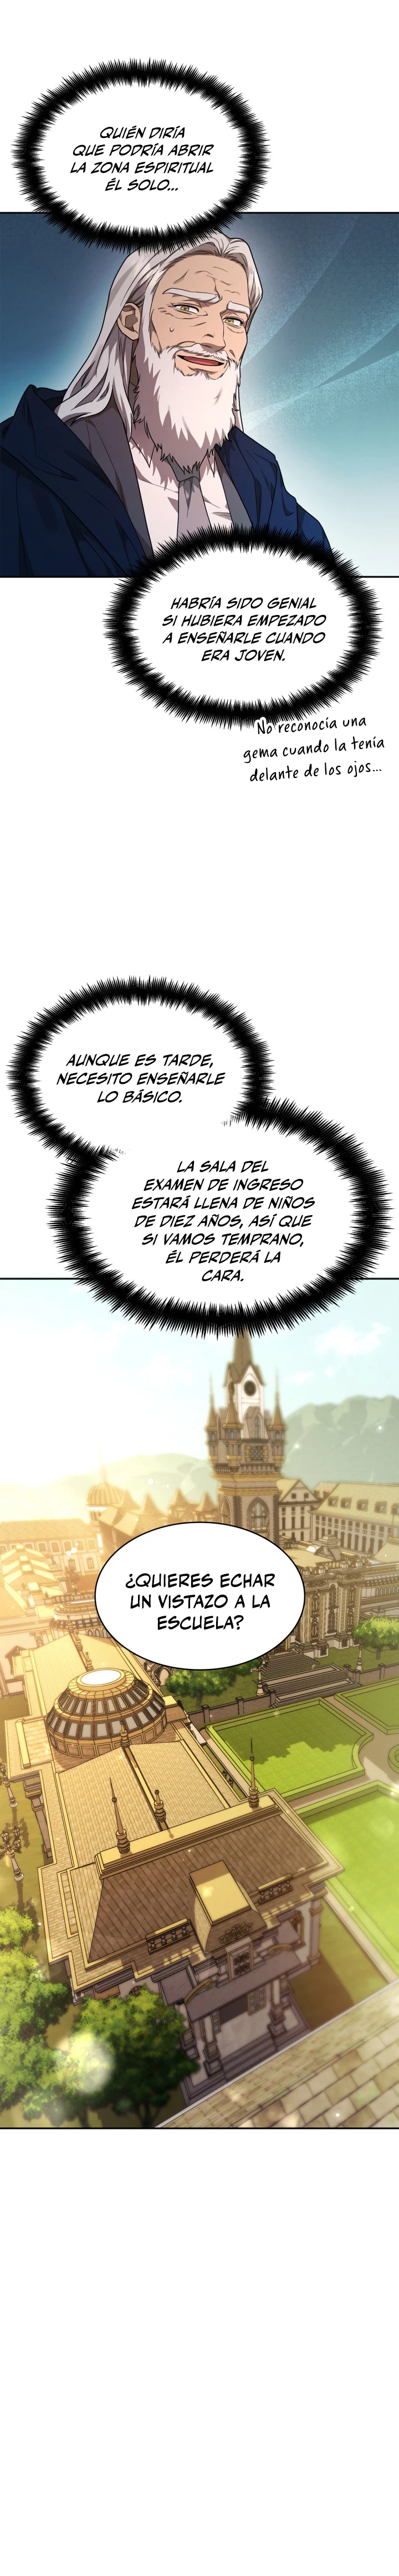 QUIÉN DIRÍA
QUE PODRÍA ABRIR
LA ZONA ESPIRITUAL
ÉL SOLO...
HABRÍA SIDO GENIAL
SI HUBIERA EMPEZADO
A ENSEÑARLE CUANDO
ERA JOVEN.
No reconocía una
gema cuando la tenía
delante de los ojos...
AUNQUE ES TARDE,
NECESITO ENSEÑARLE
LO BÁSICO.
LA SALA DEL
EXAMEN DE INGRESO
ESTARÁ LLENA DE NIÑOS
DE DIEZ AÑOS, ASÍ QUE
SI VAMOS TEMPRANO,
ÉL PERDERÁ LA
CARA.
¿QUIERES ECHAR
UN VISTAZO A LA
ESCUELA?